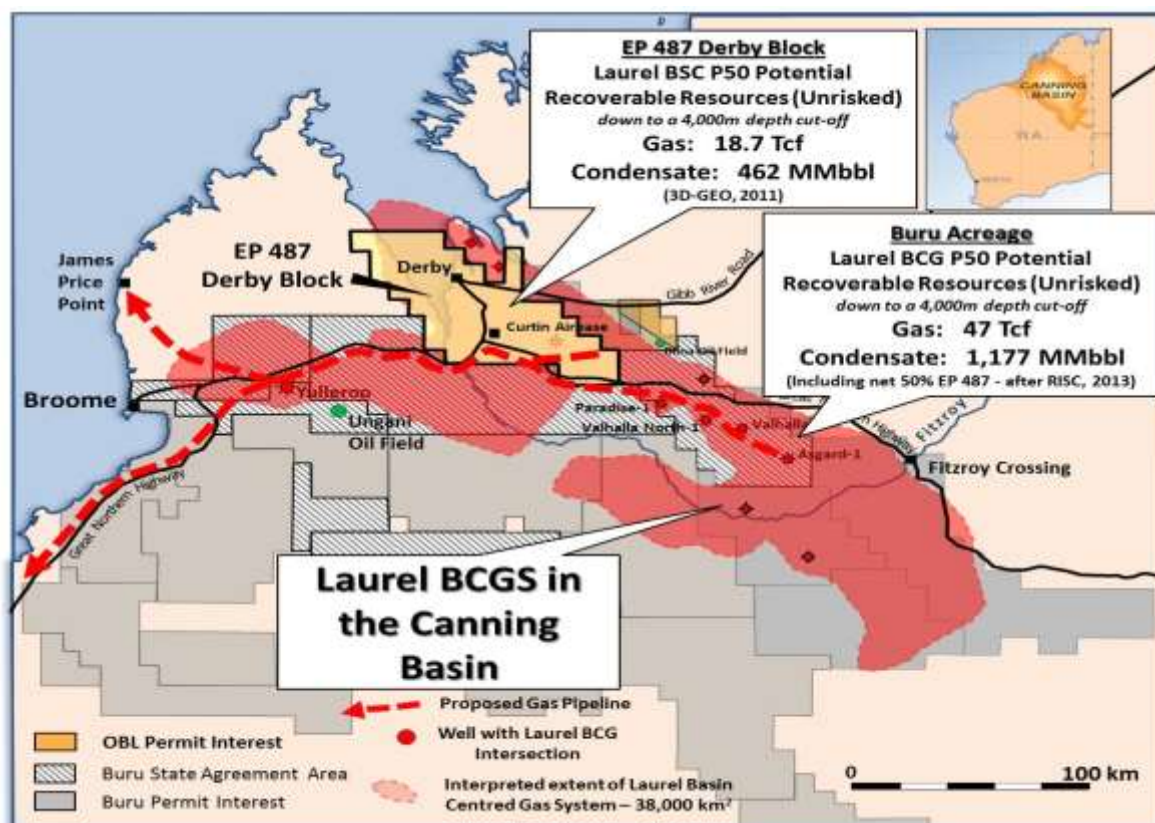 EP 487 Derby Block
Laurel BSC P50 Potential
Recoverable Resources (Unrisked)
down to a 4,000m depth cut-off
Gas: 18.7 Tcf
Condensate: 462 MMbbl
(3D-GEO, 2011)
CANNING
BASIN
Buru Acreage
Laurel BCG P50 Potential
Recoverable Resources (Unrisked)
down to a 4,000m depth cut-off
Gas: 47 Tcf
Condensate: 1,177 MMbbl
(Including net 50% EP 487 - after RISC, 2013)
James
Price
Point
EP 487
Derby Block
Derby
Gibb River Road
Curtin Airbase
Oil Field
Broome
Yulleroo
Ungani
Oil Field
Paradise-1
Valhalla North-1
Valhalla
Asgard-1
Highway
Fitzroy
Fitzroy Crossing
Great Northern Highway
Laurel BCGS in
the Canning
Basin
Proposed Gas Pipeline
Well with Laurel BCG
Intersection
Interpreted extent of Laurel Basin
Centred Gas System – 38,000 km²
OBL Permit Interest
Buru State Agreement Area
Buru Permit Interest
0 100 km